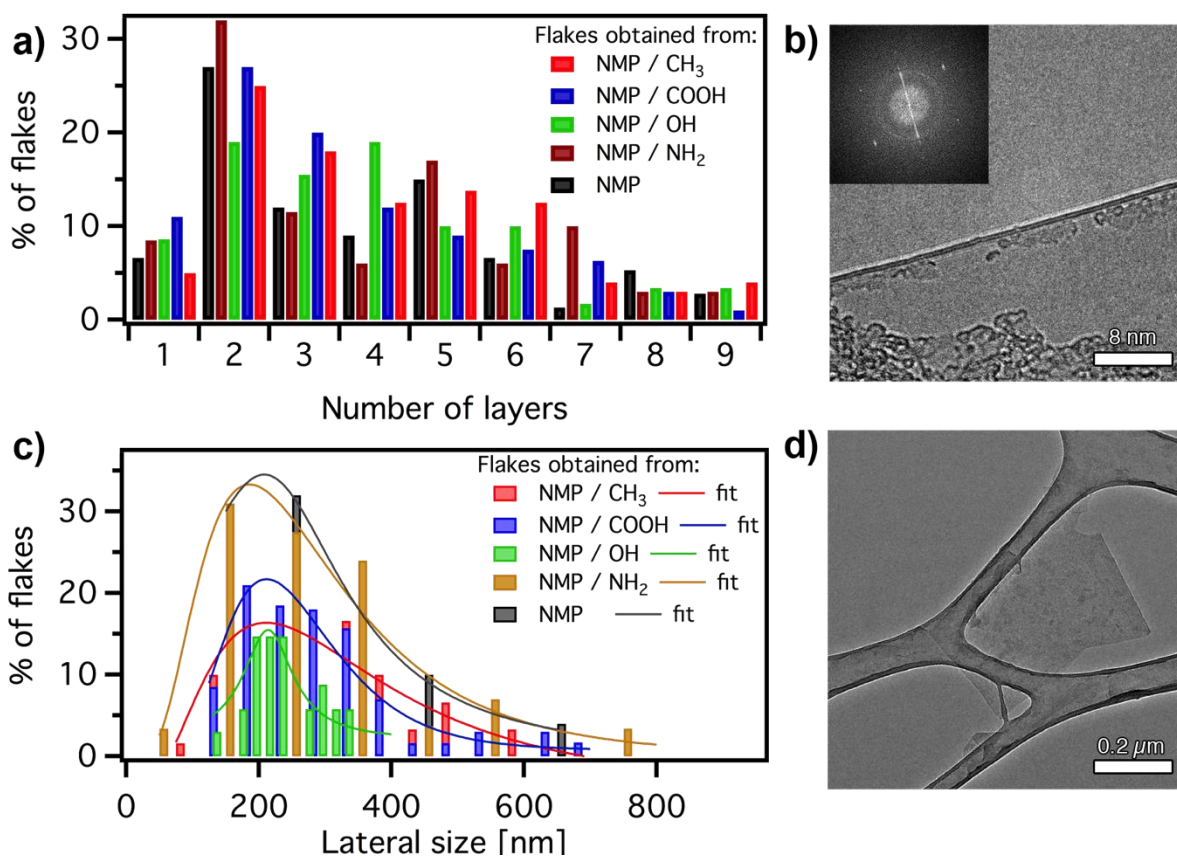 a)
% of flakes
30
20
10
0
Flakes obtained from:
NMP / CH₃
NMP / COOH
NMP / OH
NMP / NH₂
NMP
1 2 3 4 5 6 7 8 9
Number of layers
b)
8 nm
c)
% of flakes
30
20
10
0
Flakes obtained from:
NMP / CH₃ fit
NMP / COOH fit
NMP / OH fit
NMP / NH₂ fit
NMP fit
0 200 400 600 800
Lateral size [nm]
d)
0.2 μm